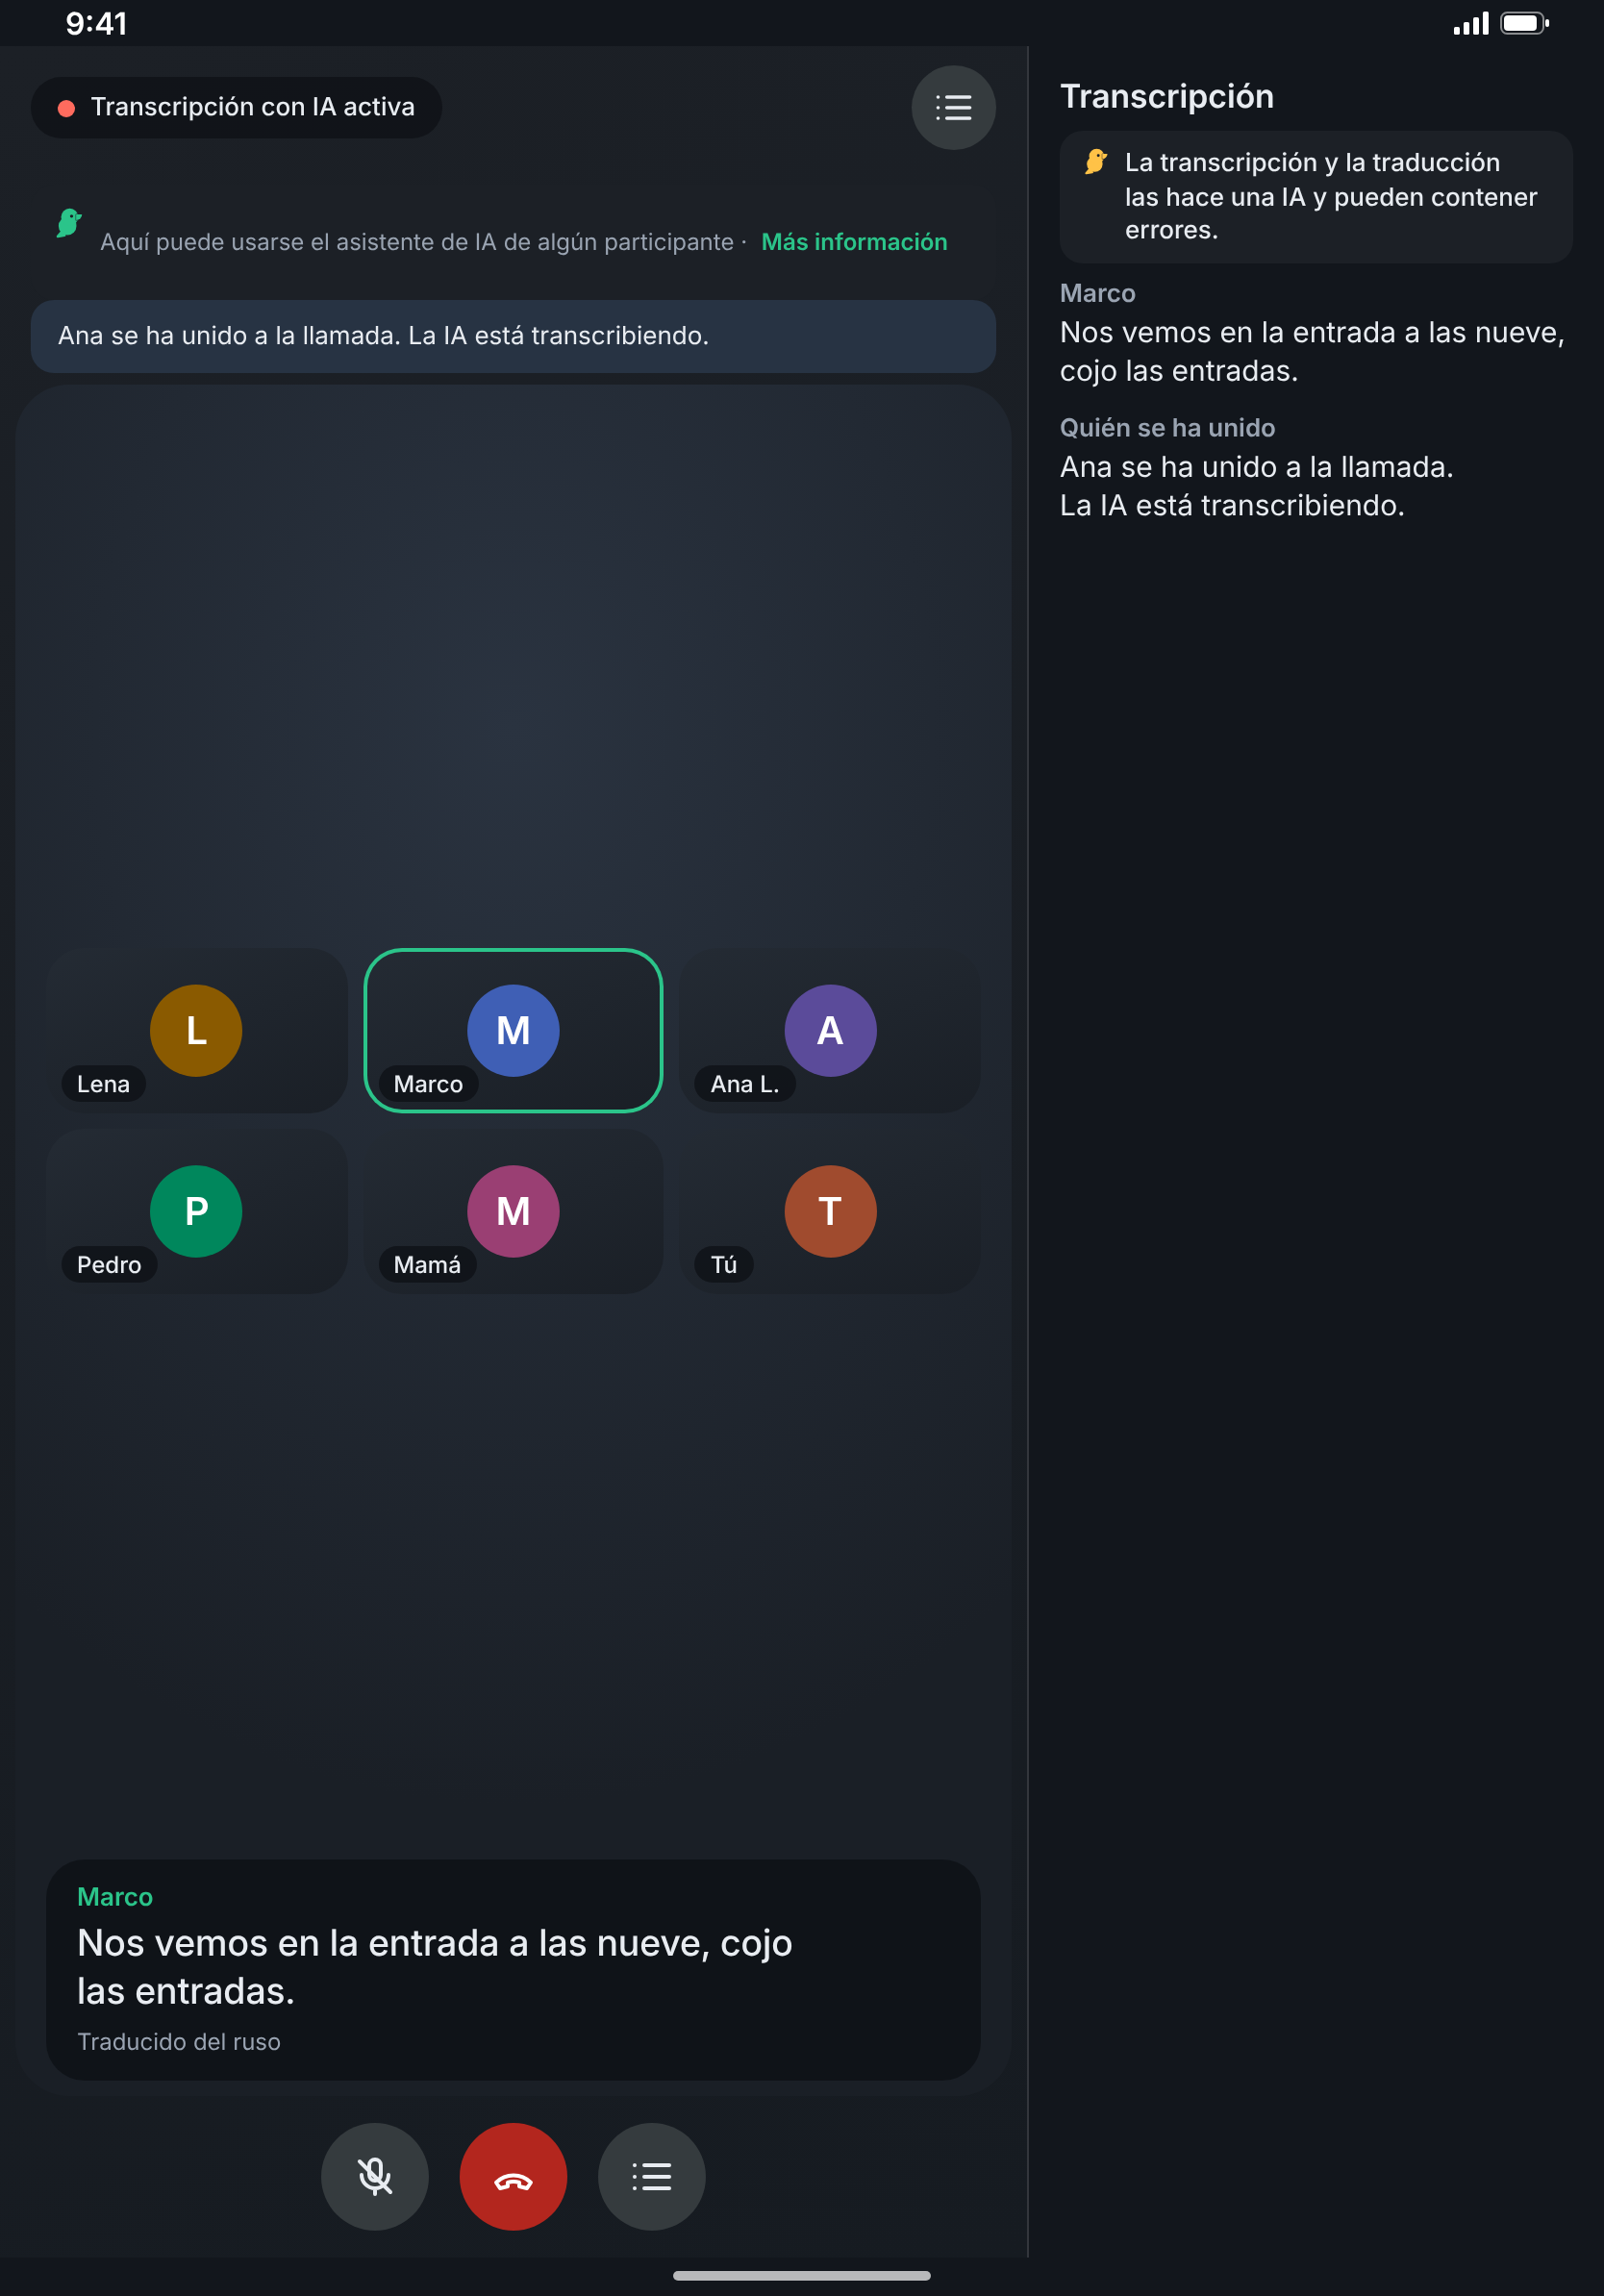 9:41
Transcripción con IA activa
Aquí puede usarse el asistente de IA de algún participante · Más información
Ana se ha unido a la llamada. La IA está transcribiendo.
L
Lena
M
Marco
A
Ana L.
P
Pedro
M
Mamá
T
Tú
Marco
Nos vemos en la entrada a las nueve, cojo
las entradas.
Traducido del ruso
Transcripción
La transcripción y la traducción
las hace una IA y pueden contener
errores.
Marco
Nos vemos en la entrada a las nueve,
cojo las entradas.
Quién se ha unido
Ana se ha unido a la llamada.
La IA está transcribiendo.